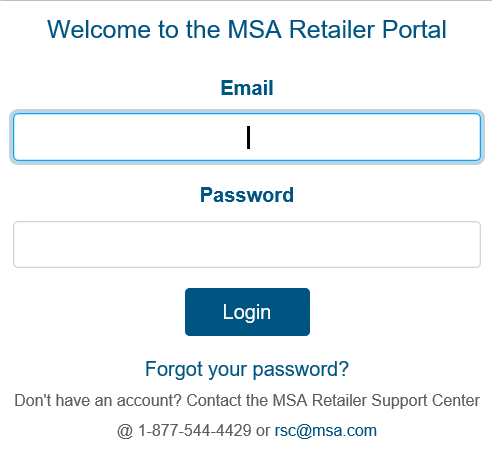 Welcome to the MSA Retailer Portal
Email
Password
Login
Forgot your password?
Don't have an account? Contact the MSA Retailer Support Center
@ 1-877-544-4429 or rsc@msa.com